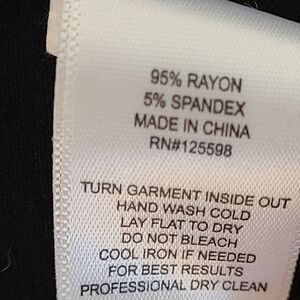 95% RAYON
5% SPANDEX
MADE IN CHINA
RN#125598
TURN GARMENT INSIDE OUT
HAND WASH COLD
LAY FLAT TO DRY
DO NOT BLEACH
COOL IRON IF NEEDED
FOR BEST RESULTS
PROFESSIONAL DRY CLEAN